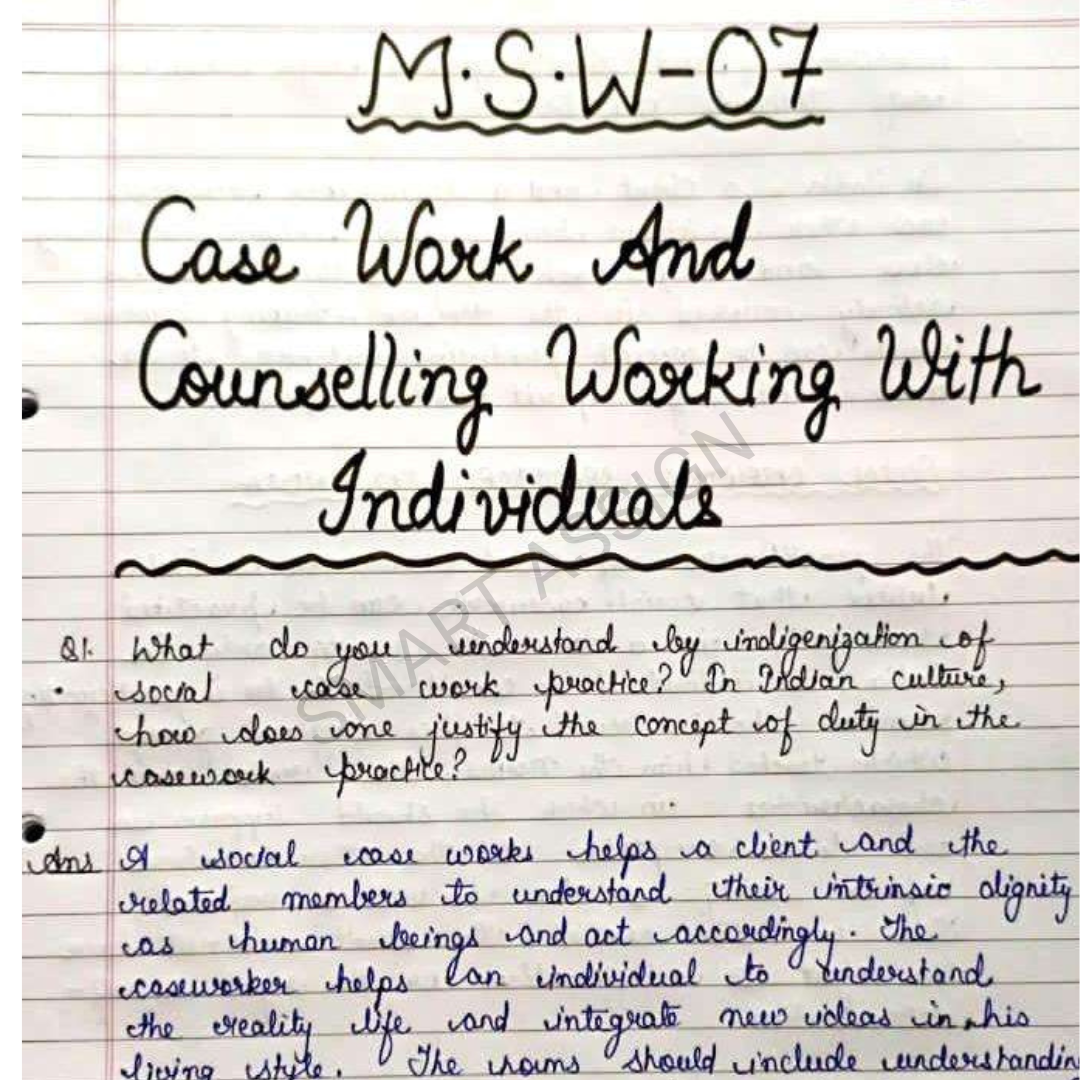 M.S.W-07
Case Work And
Counselling Working With
Individuals
SMART ASSIGN
Q1. What do you understand by indigenization of
social case work practice? In Indian culture,
how does one justify the concept of duty in the
casework practice?
Ans A social case works helps a client and the
related members to understand their intrinsic dignity
as human beings and act accordingly. The
caseworker helps an individual to understand
the reality life and integrate new ideas in his
living style. The norms should include understanding